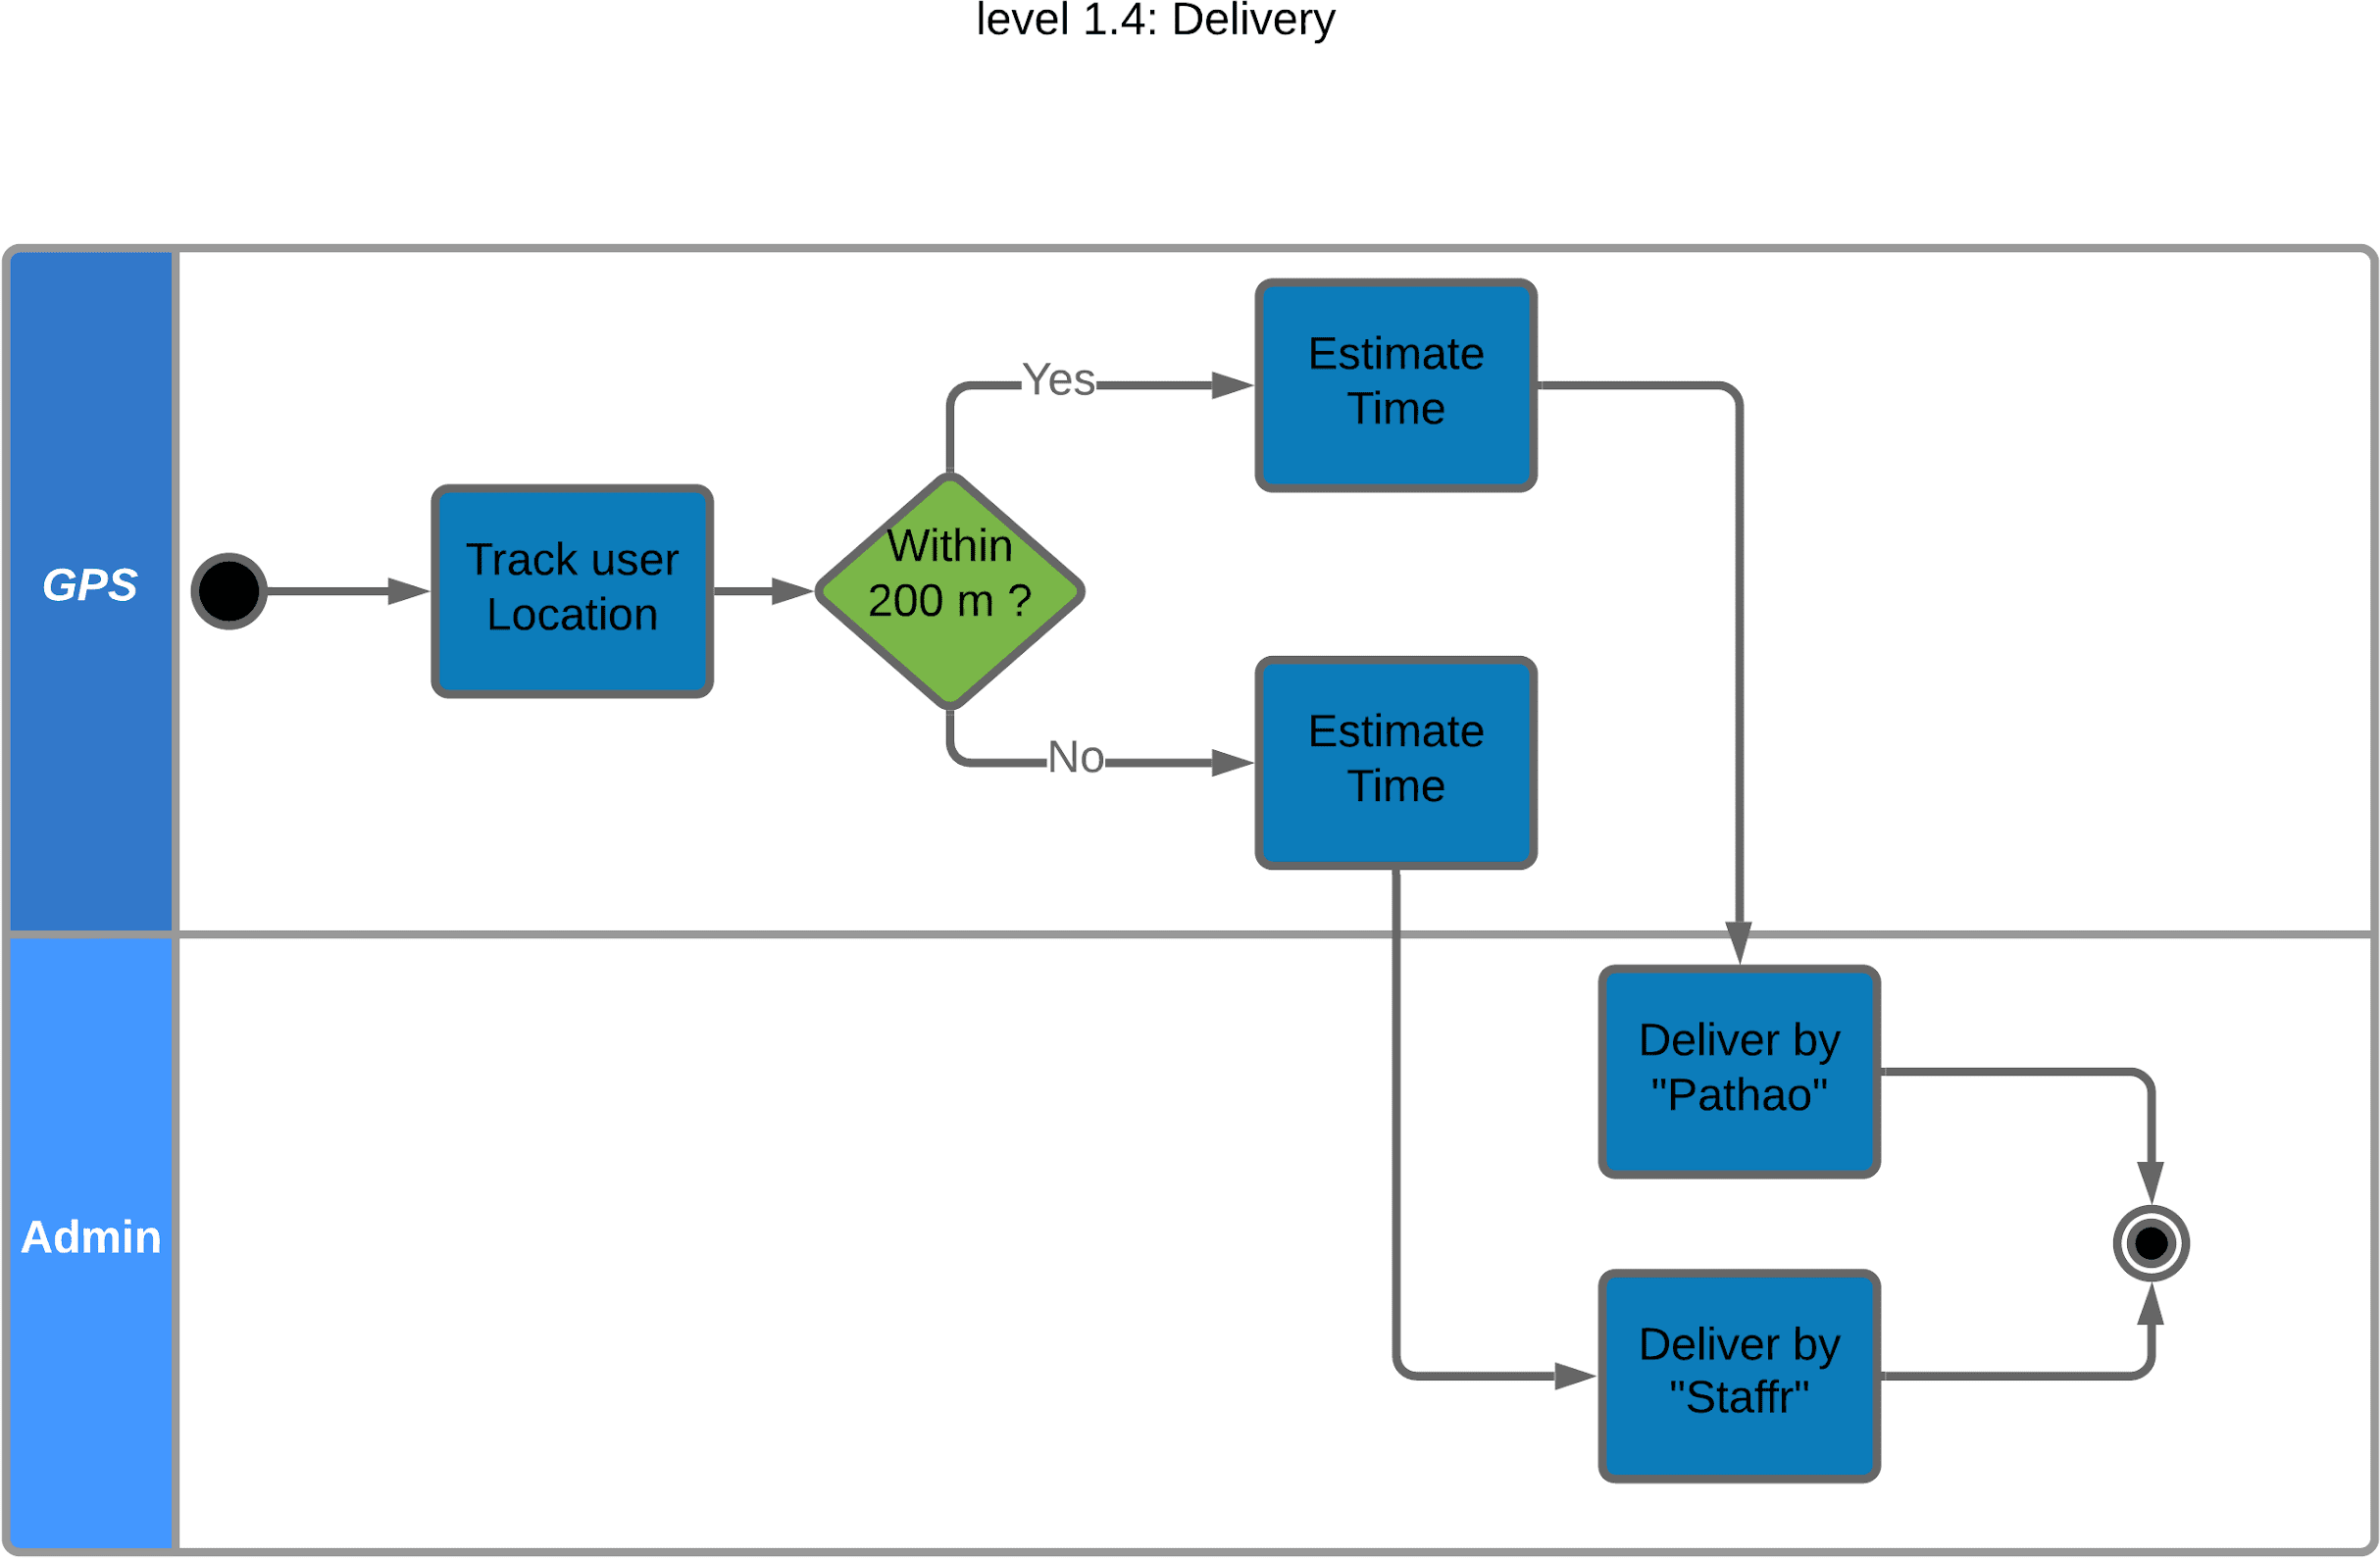 level 1.4: Delivery
GPS
Track user
Location
Within
200 m ?
Yes
Estimate
Time
No
Estimate
Time
Admin
Deliver by
"Pathao"
Deliver by
"Staffr"